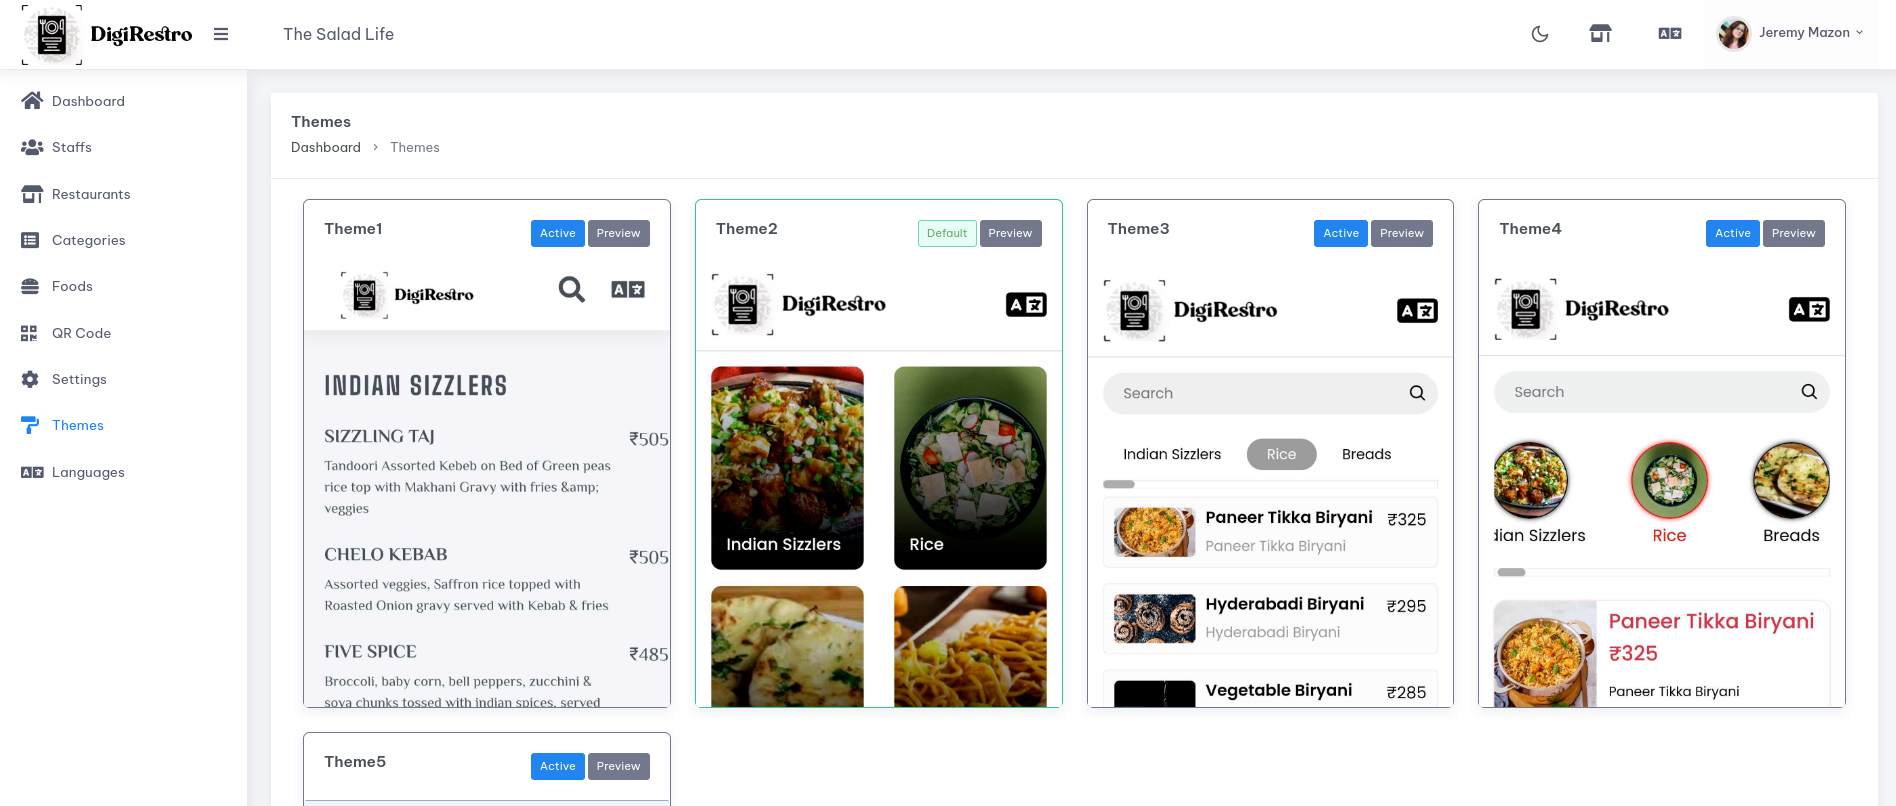 DigiRestro
The Salad Life
A
Jeremy Mazon
Dashboard
Staffs
Restaurants
Categories
Foods
QR Code
Settings
Themes
A
Languages
Themes
Dashboard > Themes
Theme1
Active
Preview
DigiRestro
A
INDIAN SIZZLERS
SIZZLING TAJ
₹505
Tandoori Assorted Kebeb on Bed of Green peas
rice top with Makhani Gravy with fries &amp;
veggies
CHELO KEBAB
₹505
Assorted veggies, Saffron rice topped with
Roasted Onion gravy served with Kebab & fries
FIVE SPICE
₹485
Broccoli, baby corn, bell peppers, zucchini &
soya chunks tossed with indian spices, served
Theme2
Default
Preview
DigiRestro
A
Indian Sizzlers
Rice
Theme3
Active
Preview
DigiRestro
A
Search
Indian Sizzlers
Rice
Breads
Paneer Tikka Biryani
₹325
Paneer Tikka Biryani
Hyderabadi Biryani
₹295
Hyderabadi Biryani
Vegetable Biryani
₹285
Theme4
Active
Preview
DigiRestro
A
Search
dian Sizzlers
Rice
Breads
Paneer Tikka Biryani
₹325
Paneer Tikka Biryani
Theme5
Active
Preview